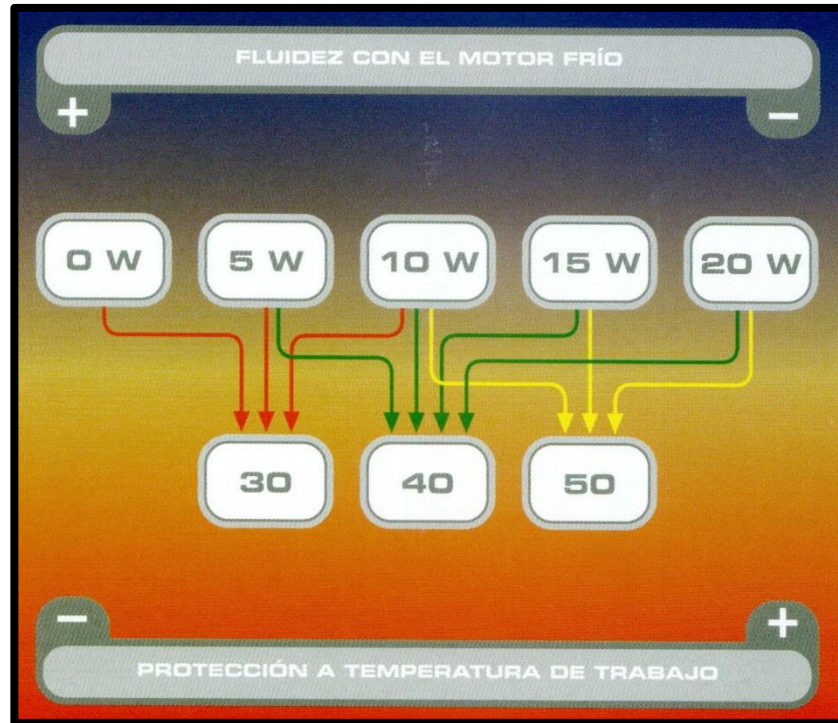 FLUIDEZ CON EL MOTOR FRÍO
+ −
0 W 5 W 10 W 15 W 20 W
30 40 50
− +
PROTECCIÓN A TEMPERATURA DE TRABAJO